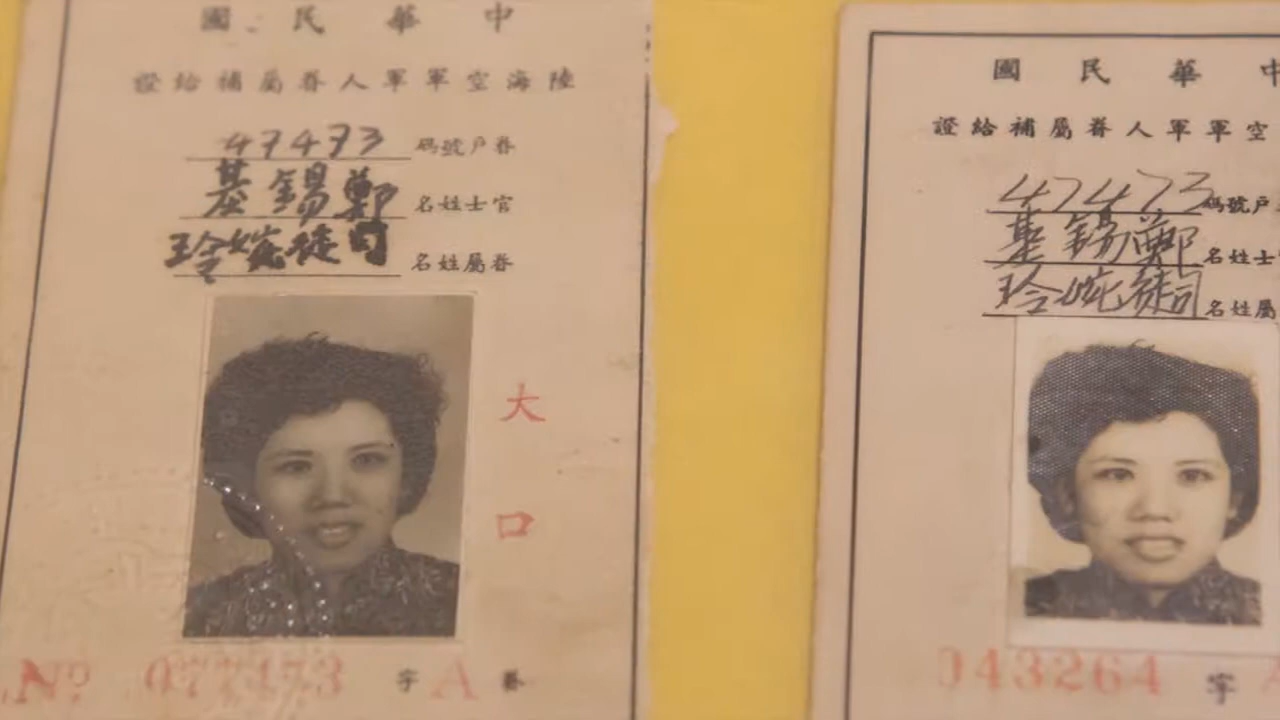 中華民國
陸海空軍軍人眷屬補給證
眷戶號碼 47473
官士姓名 鄭錫基
眷屬姓名 司徒婉玲
大口
眷 A 字 Nº
中華民國
空軍軍人眷屬補給證
戶號碼 47473
士姓名 鄭錫基
屬姓名 司徒婉玲
字 043264